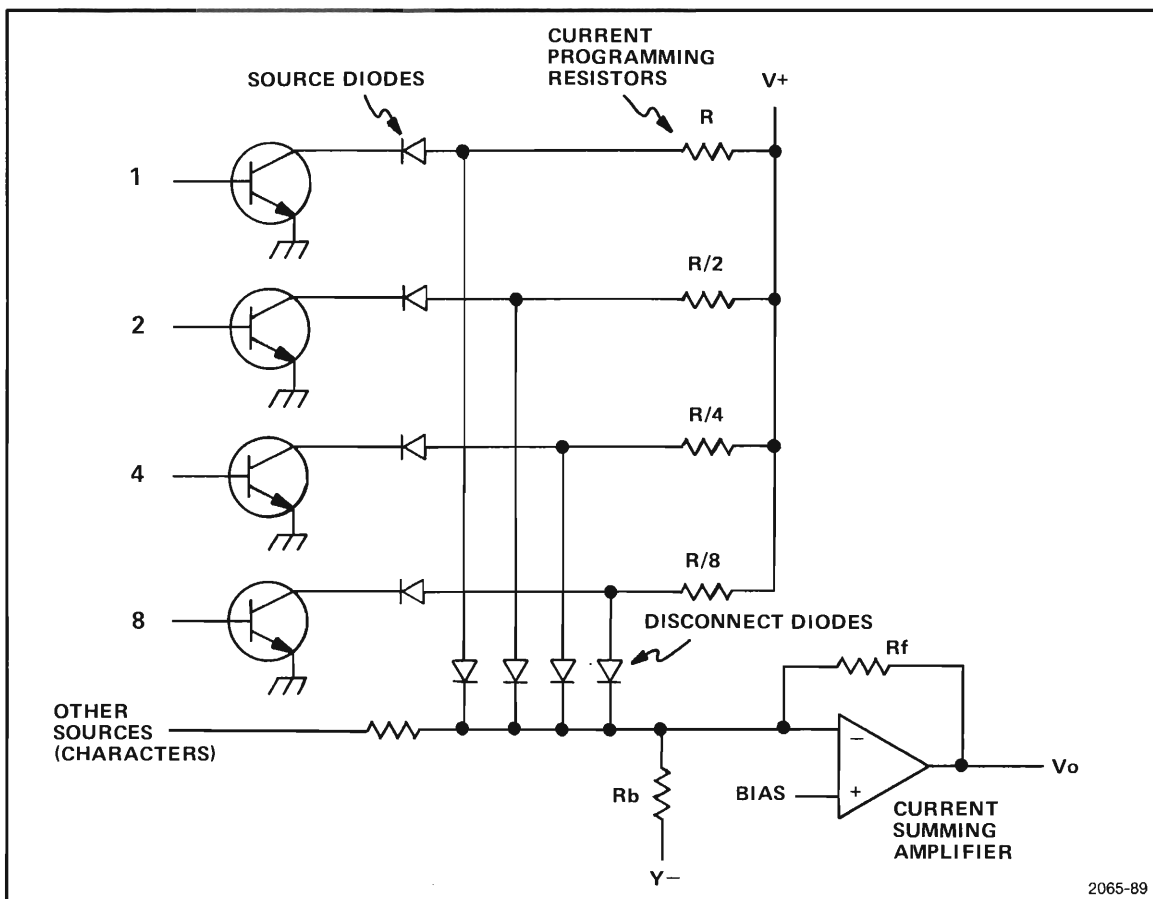 CURRENT
PROGRAMMING
RESISTORS
SOURCE DIODES
V+
R
1
R/2
2
R/4
4
R/8
8
DISCONNECT DIODES
Rf
OTHER
SOURCES
(CHARACTERS)
−
Vo
Rb
BIAS
+
CURRENT
SUMMING
AMPLIFIER
Y−
2065-89